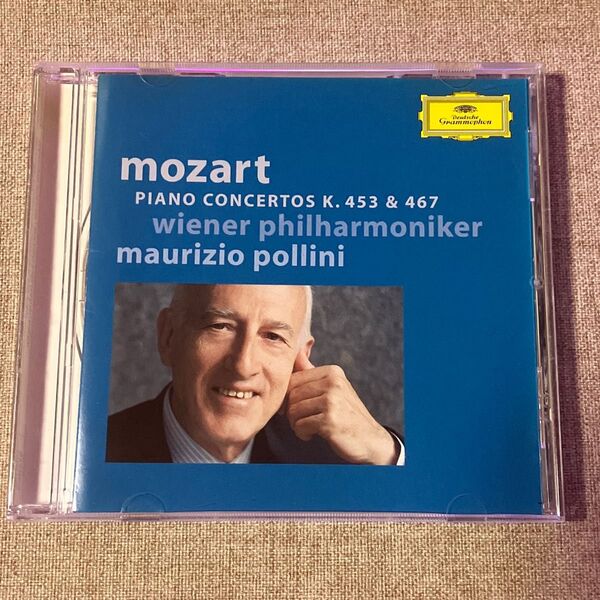 Deutsche
Grammophon
mozart
PIANO CONCERTOS K. 453 & 467
wiener philharmoniker
maurizio pollini